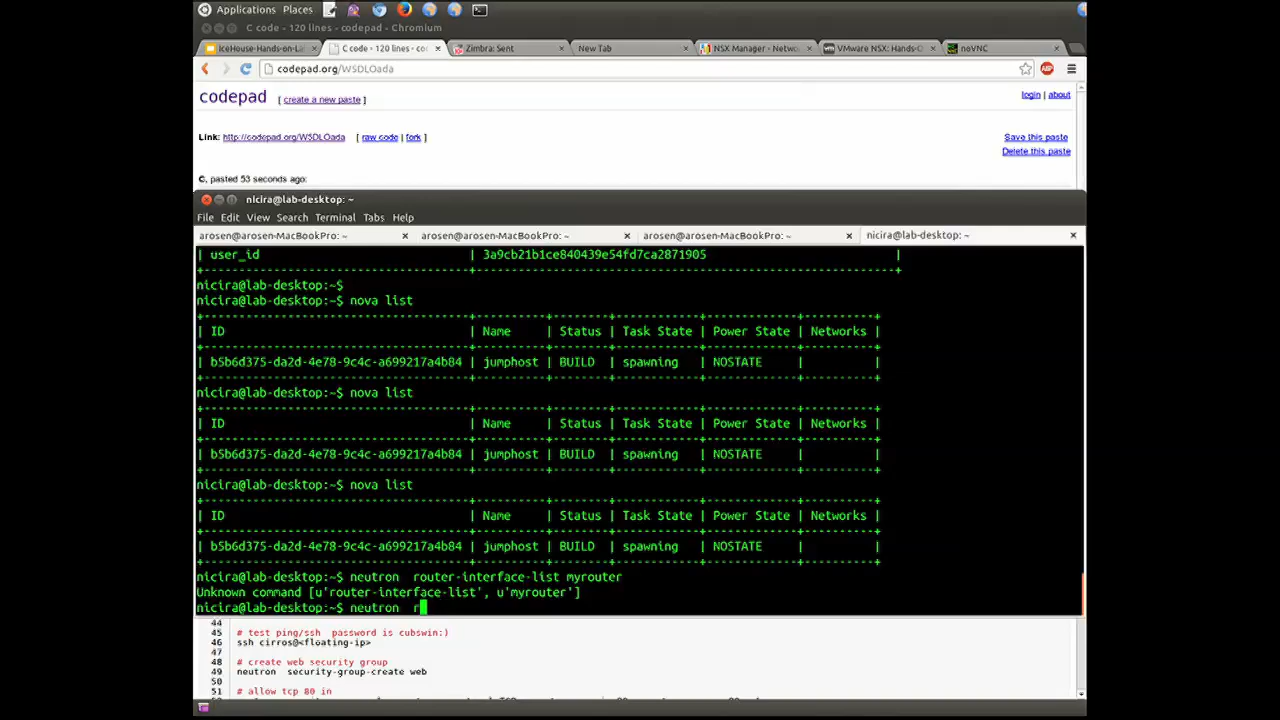 Applications Places
C code - 120 lines - codepad - Chromium
IceHouse-Hands-on-La
C code - 120 lines - co
Zimbra: Sent
New Tab
NSX Manager - Netwo
VMware NSX: Hands-O
noVNC
codepad.org/WSDLOada
codepad [ create a new paste ]
login | about
Link: http://codepad.org/WSDLOada [ raw code | fork ]
Save this paste
Delete this paste
C, pasted 53 seconds ago:
nicira@lab-desktop: ~
File Edit View Search Terminal Tabs Help
arosen@arosen-MacBookPro: ~
arosen@arosen-MacBookPro: ~
arosen@arosen-MacBookPro: ~
nicira@lab-desktop: ~
| user_id | 3a9cb21b1ce840439e54fd7ca2871905 |
nicira@lab-desktop:~$
nicira@lab-desktop:~$ nova list
| ID | Name | Status | Task State | Power State | Networks |
| b5b6d375-da2d-4e78-9c4c-a699217a4b84 | jumphost | BUILD | spawning | NOSTATE | |
nicira@lab-desktop:~$ nova list
| ID | Name | Status | Task State | Power State | Networks |
| b5b6d375-da2d-4e78-9c4c-a699217a4b84 | jumphost | BUILD | spawning | NOSTATE | |
nicira@lab-desktop:~$ nova list
| ID | Name | Status | Task State | Power State | Networks |
| b5b6d375-da2d-4e78-9c4c-a699217a4b84 | jumphost | BUILD | spawning | NOSTATE | |
nicira@lab-desktop:~$ neutron  router-interface-list myrouter
Unknown command [u'router-interface-list', u'myrouter']
nicira@lab-desktop:~$ neutron  r
44
45 # test ping/ssh  password is cubswin:)
46 ssh cirros@<floating-ip>
47
48 # create web security group
49 neutron  security-group-create web
50
51 # allow tcp 80 in